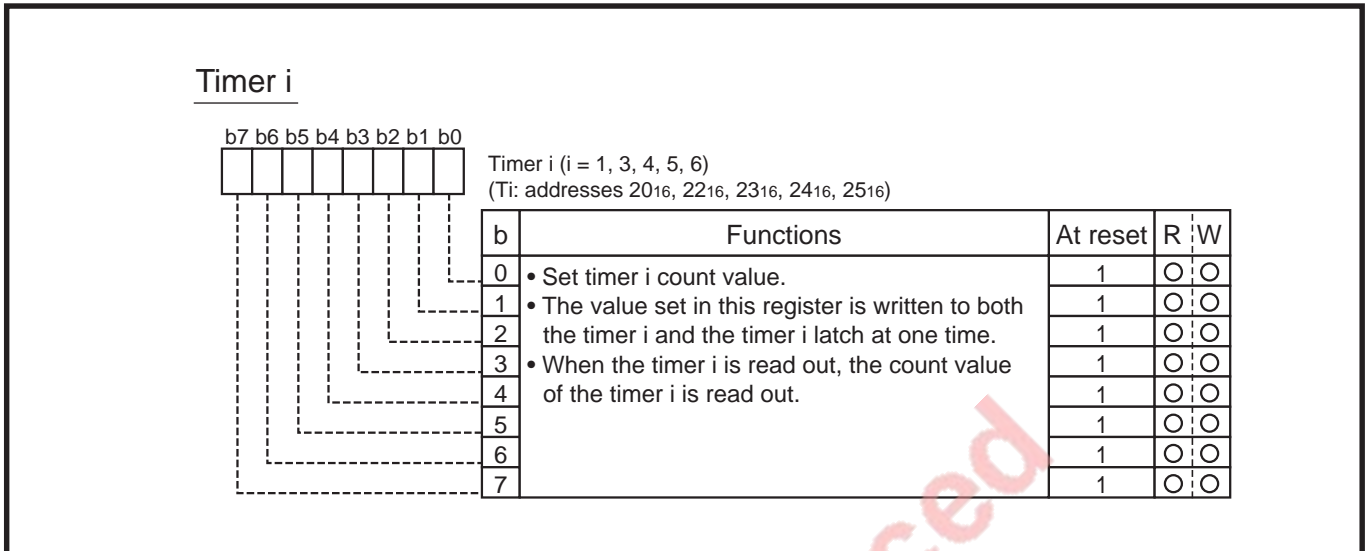 Timer i
b7 b6 b5 b4 b3 b2 b1 b0
Timer i (i = 1, 3, 4, 5, 6)
(Ti: addresses 2016, 2216, 2316, 2416, 2516)
b Functions At reset R W
0 • Set timer i count value. 1 O O
1 • The value set in this register is written to both 1 O O
2 the timer i and the timer i latch at one time. 1 O O
3 • When the timer i is read out, the count value 1 O O
4 of the timer i is read out. 1 O O
5 1 O O
6 1 O O
7 1 O O